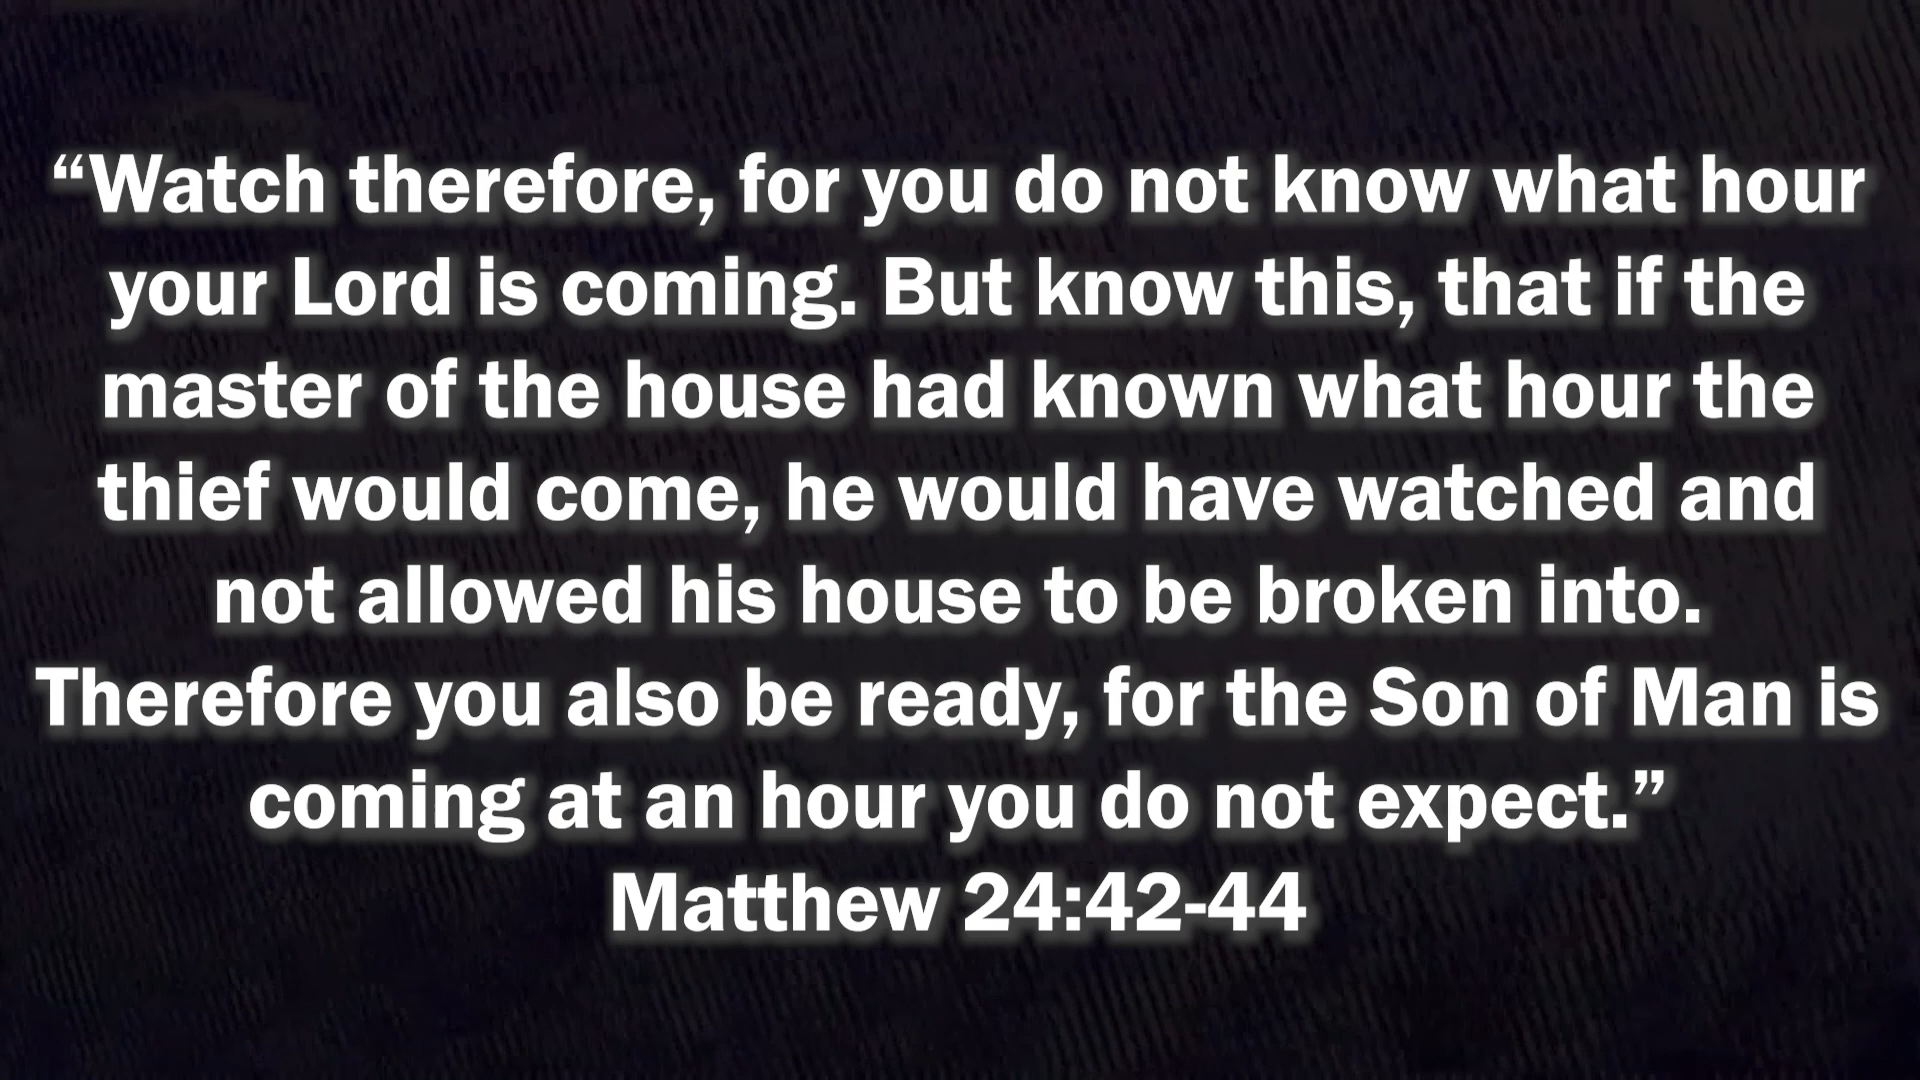 “Watch therefore, for you do not know what hour
your Lord is coming. But know this, that if the
master of the house had known what hour the
thief would come, he would have watched and
not allowed his house to be broken into.
Therefore you also be ready, for the Son of Man is
coming at an hour you do not expect.”
Matthew 24:42-44